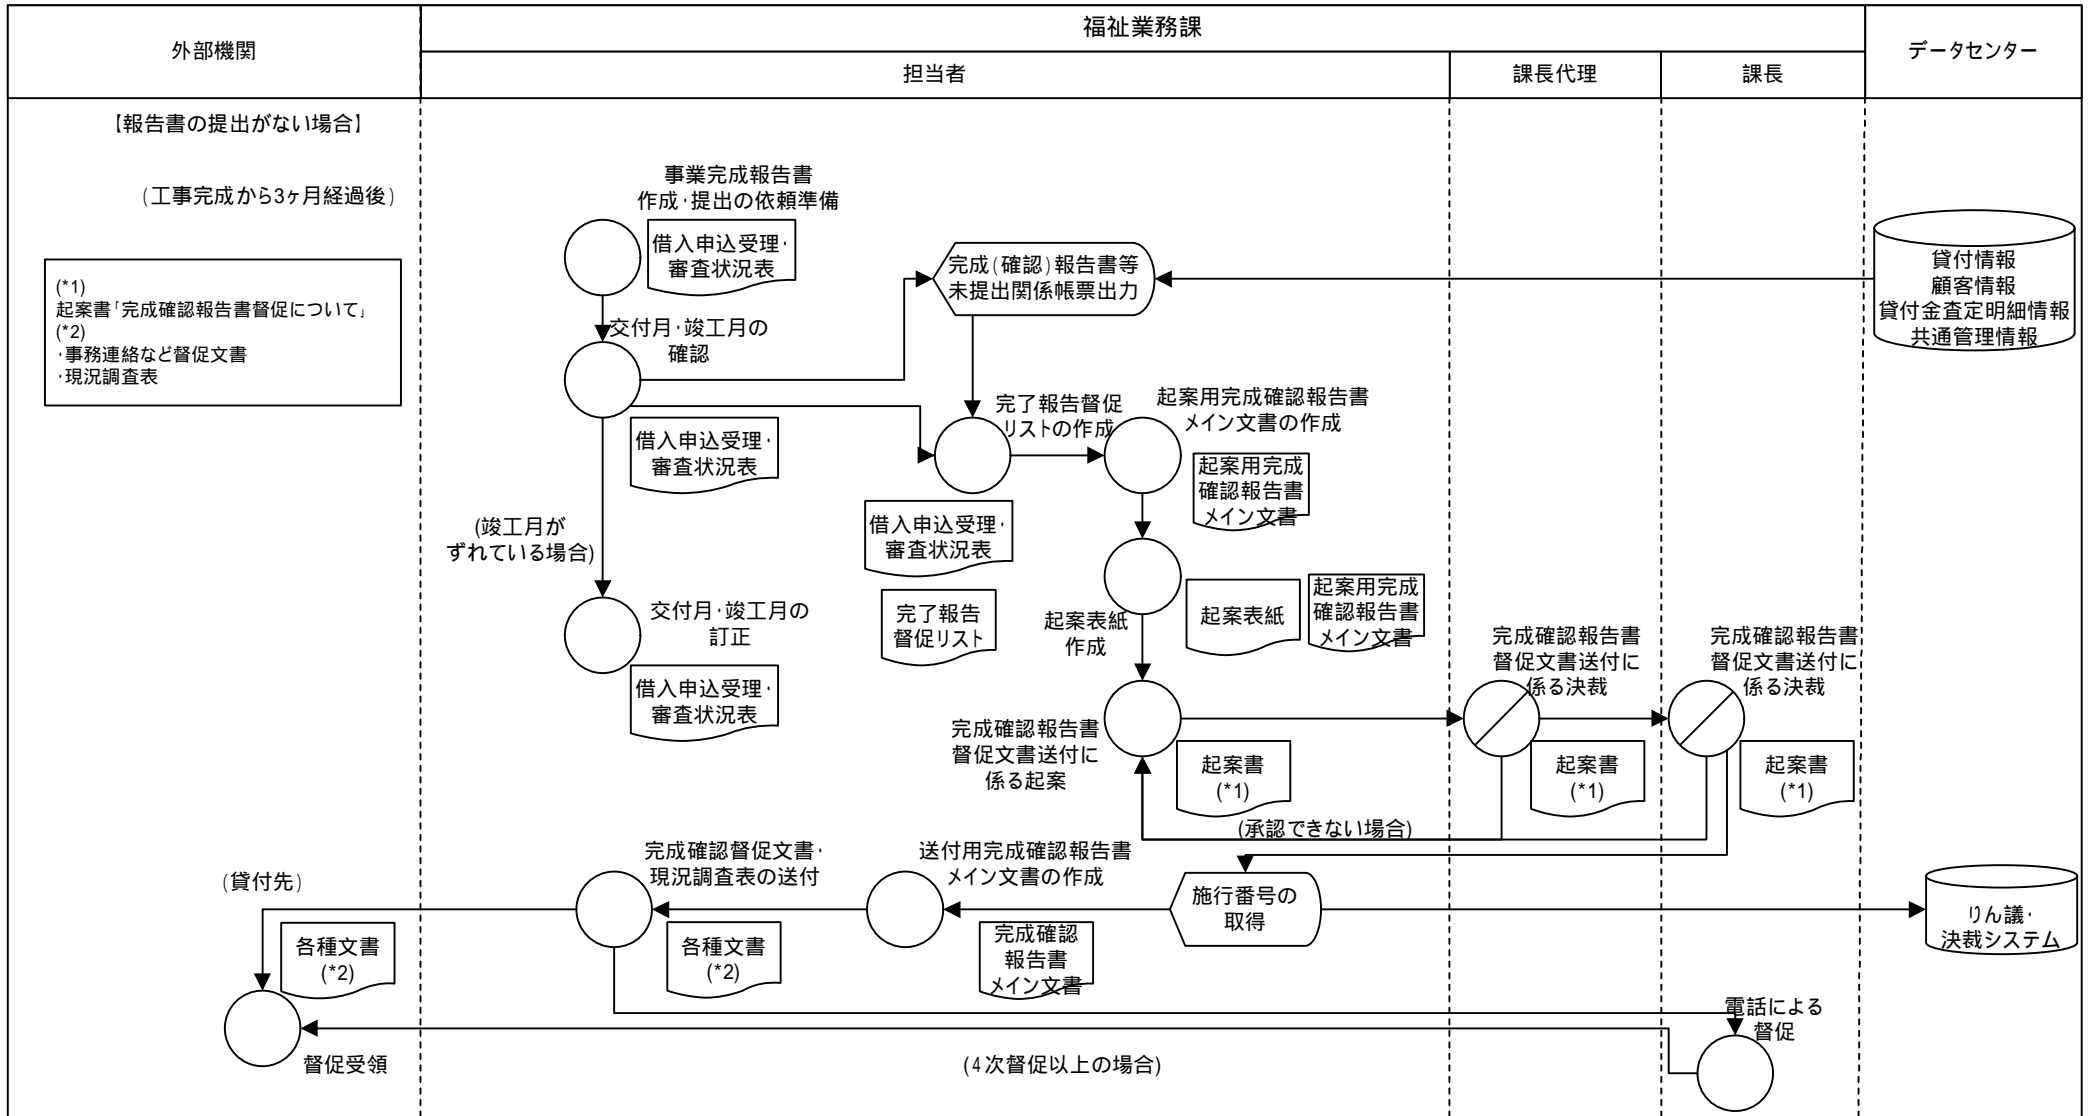 外部機関
福祉業務課
データセンター
担当者
課長代理
課長
【報告書の提出がない場合】
(工事完成から3ヶ月経過後)
(*1)
起案書「完成確認報告書督促について」
(*2)
・事務連絡など督促文書
・現況調査表
事業完成報告書
作成・提出の依頼準備
借入申込受理・
審査状況表
交付月・竣工月の
確認
借入申込受理・
審査状況表
(竣工月が
ずれている場合)
交付月・竣工月の
訂正
借入申込受理・
審査状況表
完成(確認)報告書等
未提出関係帳票出力
貸付情報
顧客情報
貸付金査定明細情報
共通管理情報
完了報告督促
リストの作成
借入申込受理・
審査状況表
完了報告
督促リスト
起案用完成確認報告書
メイン文書の作成
起案用完成
確認報告書
メイン文書
起案表紙
作成
起案表紙
起案用完成
確認報告書
メイン文書
完成確認報告書
督促文書送付に
係る起案
起案書
(*1)
完成確認報告書
督促文書送付に
係る決裁
起案書
(*1)
完成確認報告書
督促文書送付に
係る決裁
起案書
(*1)
(承認できない場合)
施行番号の
取得
りん議・
決裁システム
送付用完成確認報告書
メイン文書の作成
完成確認
報告書
メイン文書
完成確認督促文書・
現況調査表の送付
各種文書
(*2)
(貸付先)
各種文書
(*2)
督促受領
電話による
督促
(4次督促以上の場合)